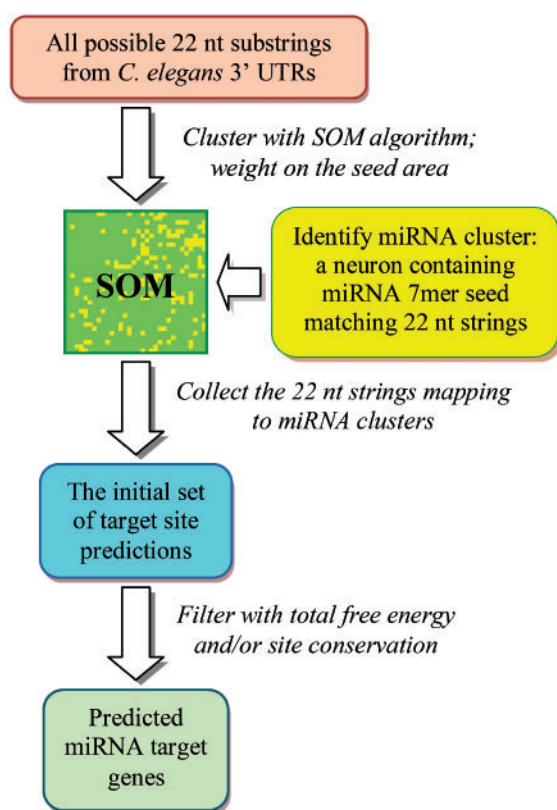 All possible 22 nt substrings
from C. elegans 3' UTRs
Cluster with SOM algorithm;
weight on the seed area
SOM
Identify miRNA cluster:
a neuron containing
miRNA 7mer seed
matching 22 nt strings
Collect the 22 nt strings mapping
to miRNA clusters
The initial set
of target site
predictions
Filter with total free energy
and/or site conservation
Predicted
miRNA target
genes